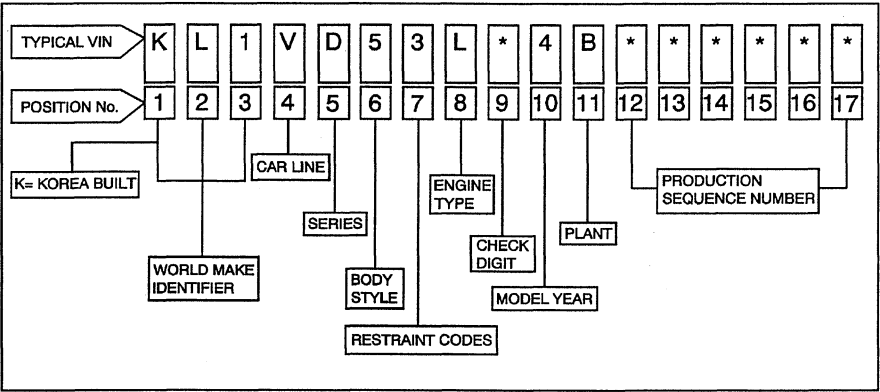 TYPICAL VIN K L 1 V D 5 3 L * 4 B * * * * * *
POSITION No. 1 2 3 4 5 6 7 8 9 10 11 12 13 14 15 16 17
K= KOREA BUILT
CAR LINE
ENGINE
TYPE
PRODUCTION
SEQUENCE NUMBER
SERIES
PLANT
CHECK
DIGIT
WORLD MAKE
IDENTIFIER
BODY
STYLE
MODEL YEAR
RESTRAINT CODES